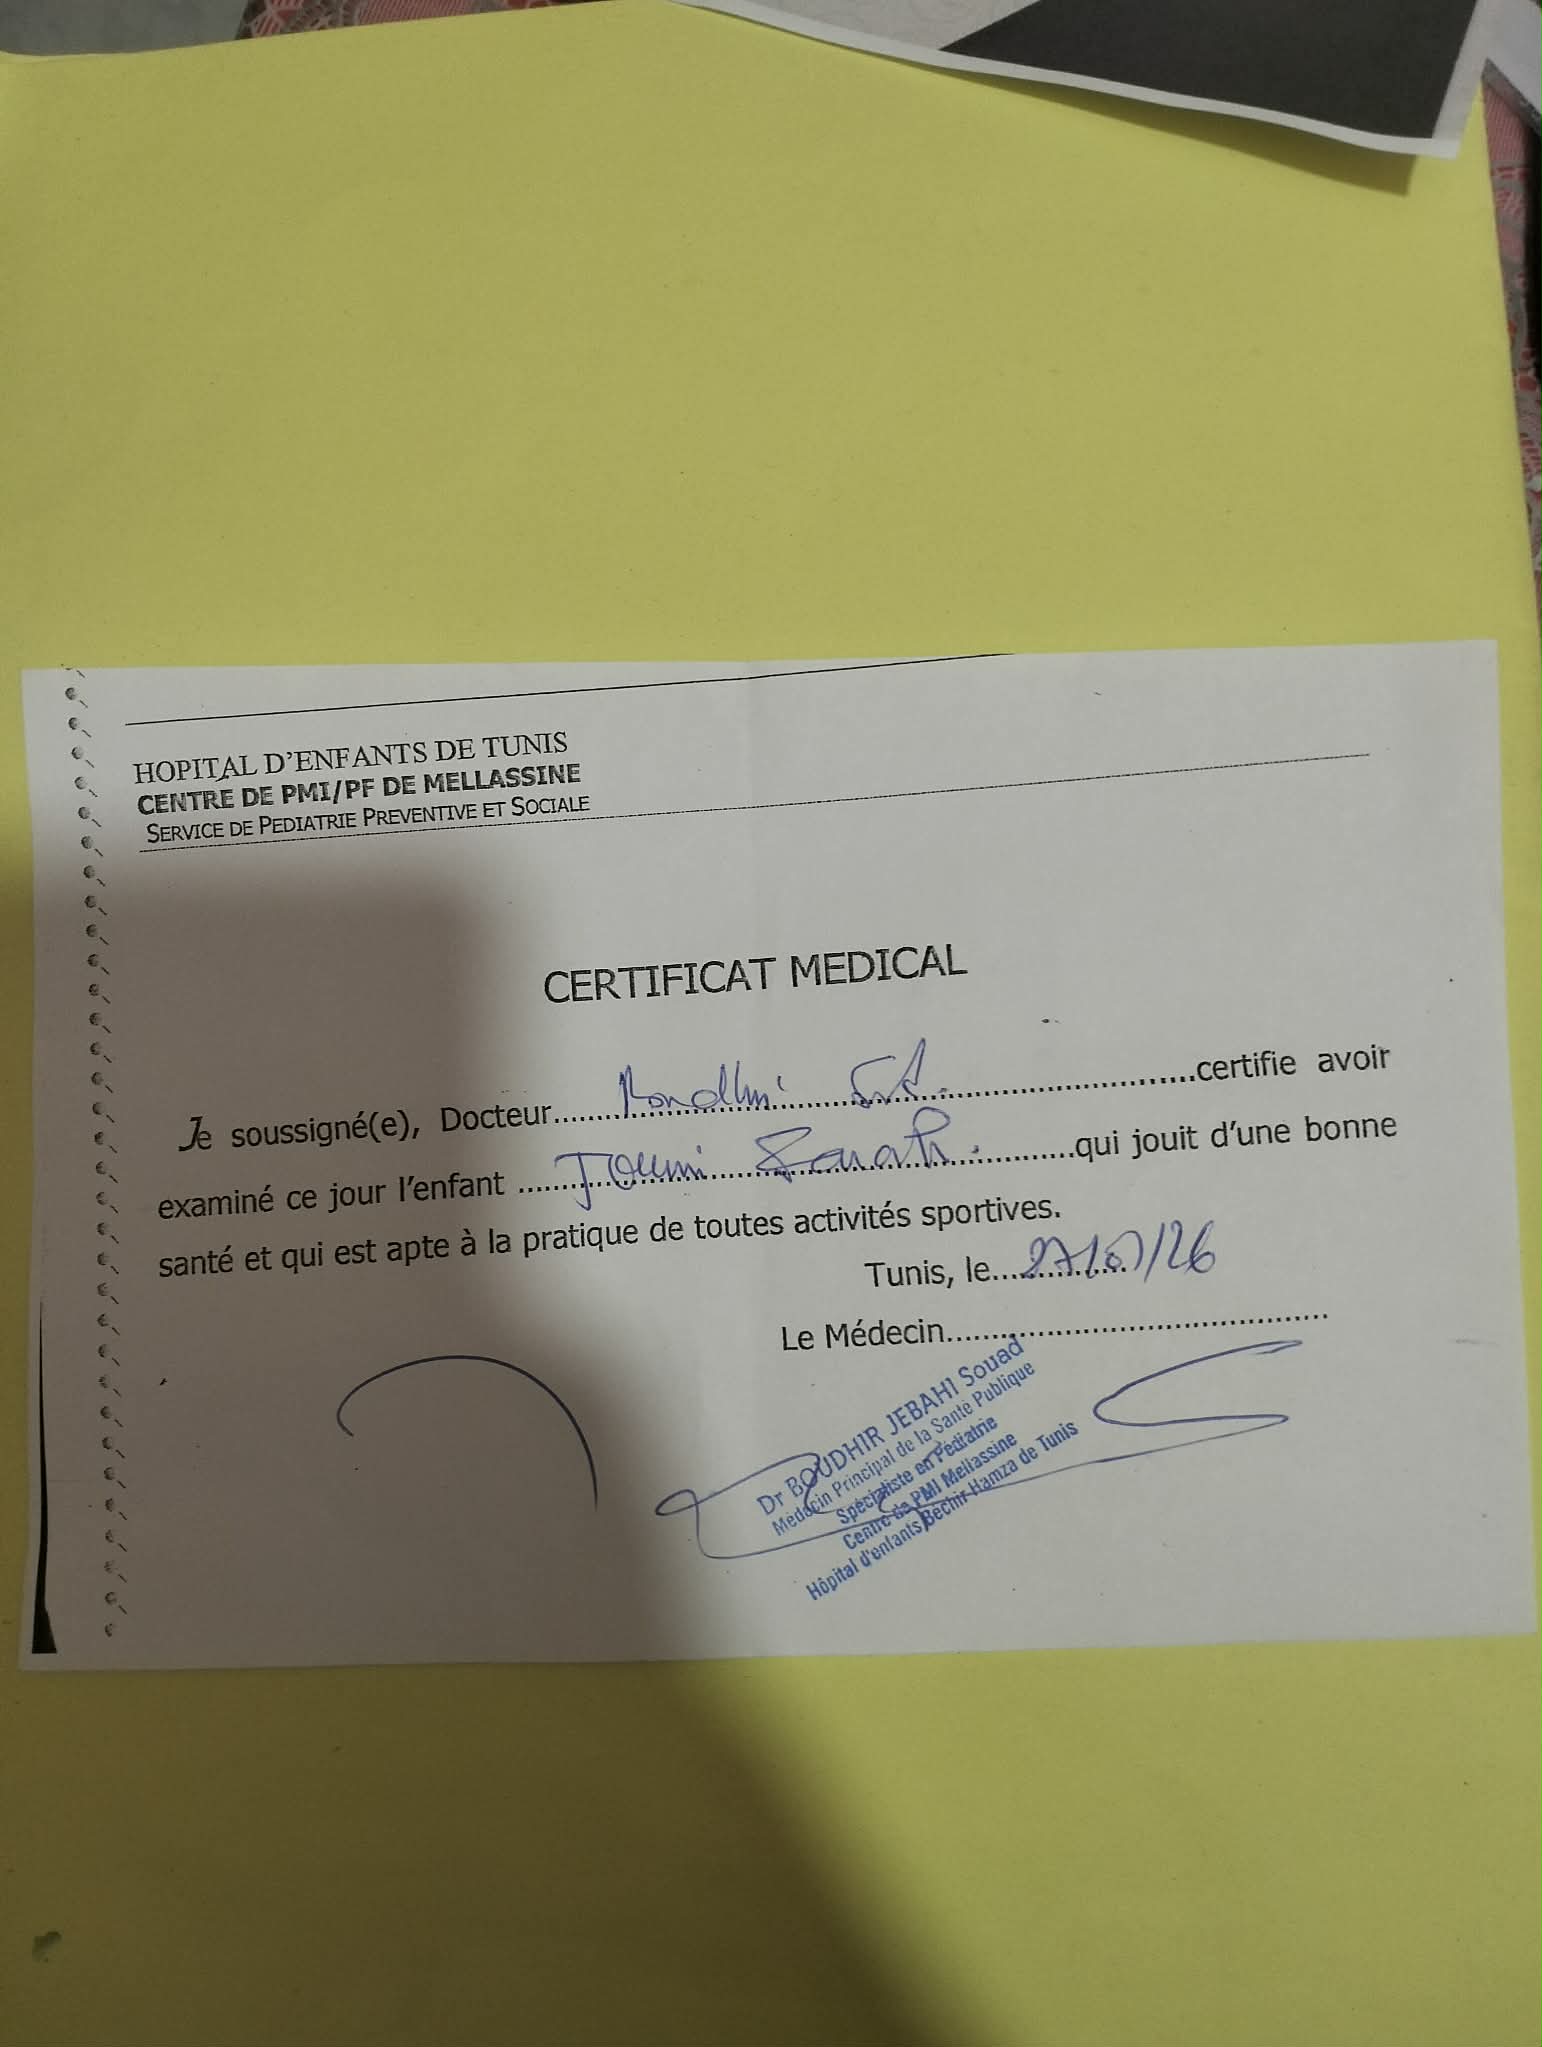 HOPITAL D'ENFANTS DE TUNIS
CENTRE DE PMI/PF DE MELLASSINE
SERVICE DE PEDIATRIE PREVENTIVE ET SOCIALE
CERTIFICAT MEDICAL
Je soussigné(e), Docteur.......................certifie avoir
examiné ce jour l'enfant ....... Sarah ............qui jouit d'une bonne
santé et qui est apte à la pratique de toutes activités sportives.
Tunis, le...............
Le Médecin.......................................
Dr BOUDHIR JEBAHI Souad
Médecin Principal de la Santé Publique
Spécialiste en Pédiatrie
Centre de PMI Mellassine
Hôpital d'enfants Bechir Hamza de Tunis